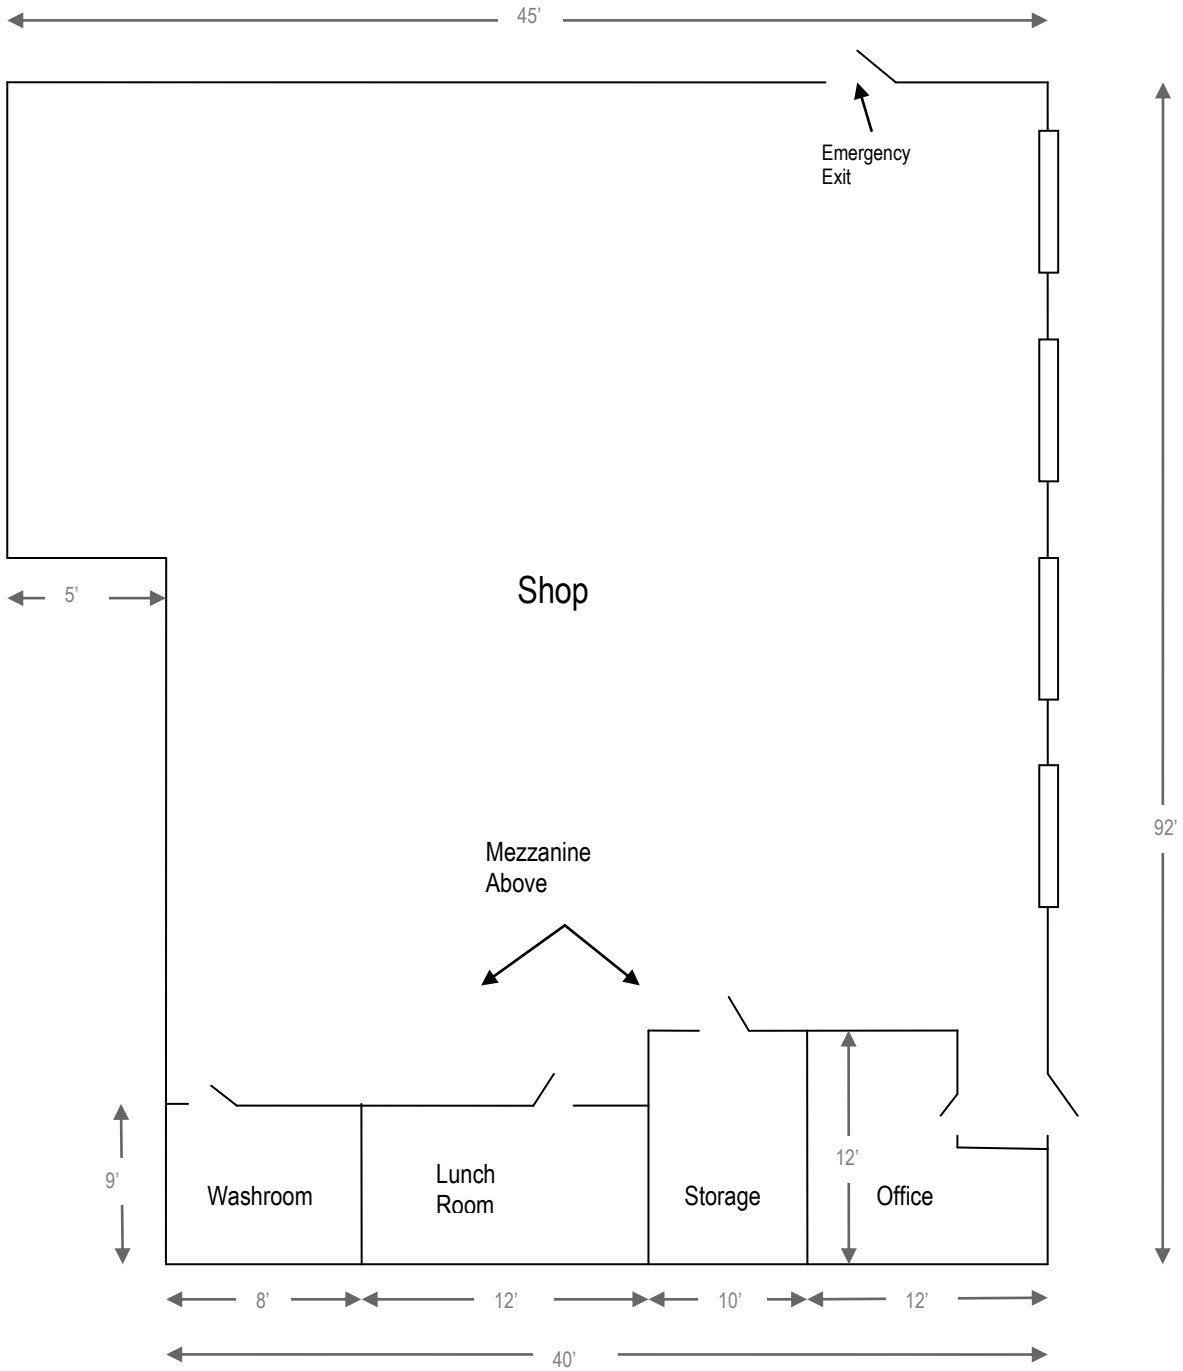 45’
Emergency
Exit
Shop
5’
92’
Mezzanine
Above
12’
9’
Washroom
Lunch
Room
Storage
Office
8’
12’
10’
12’
40’